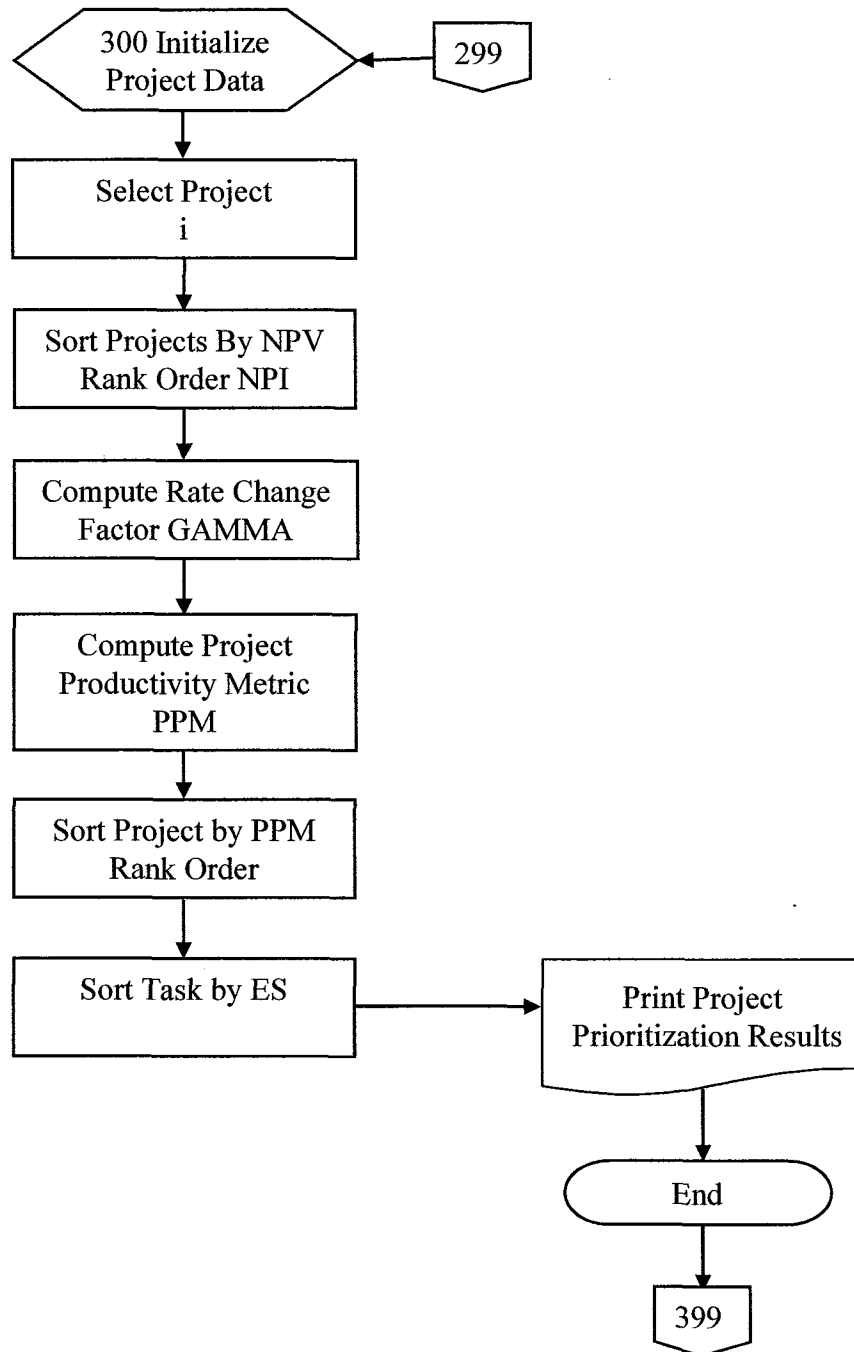 300 Initialize
Project Data
299
Select Project
i
Sort Projects By NPV
Rank Order NPI
Compute Rate Change
Factor GAMMA
Compute Project
Productivity Metric
PPM
Sort Project by PPM
Rank Order
Sort Task by ES
Print Project
Prioritization Results
End
399